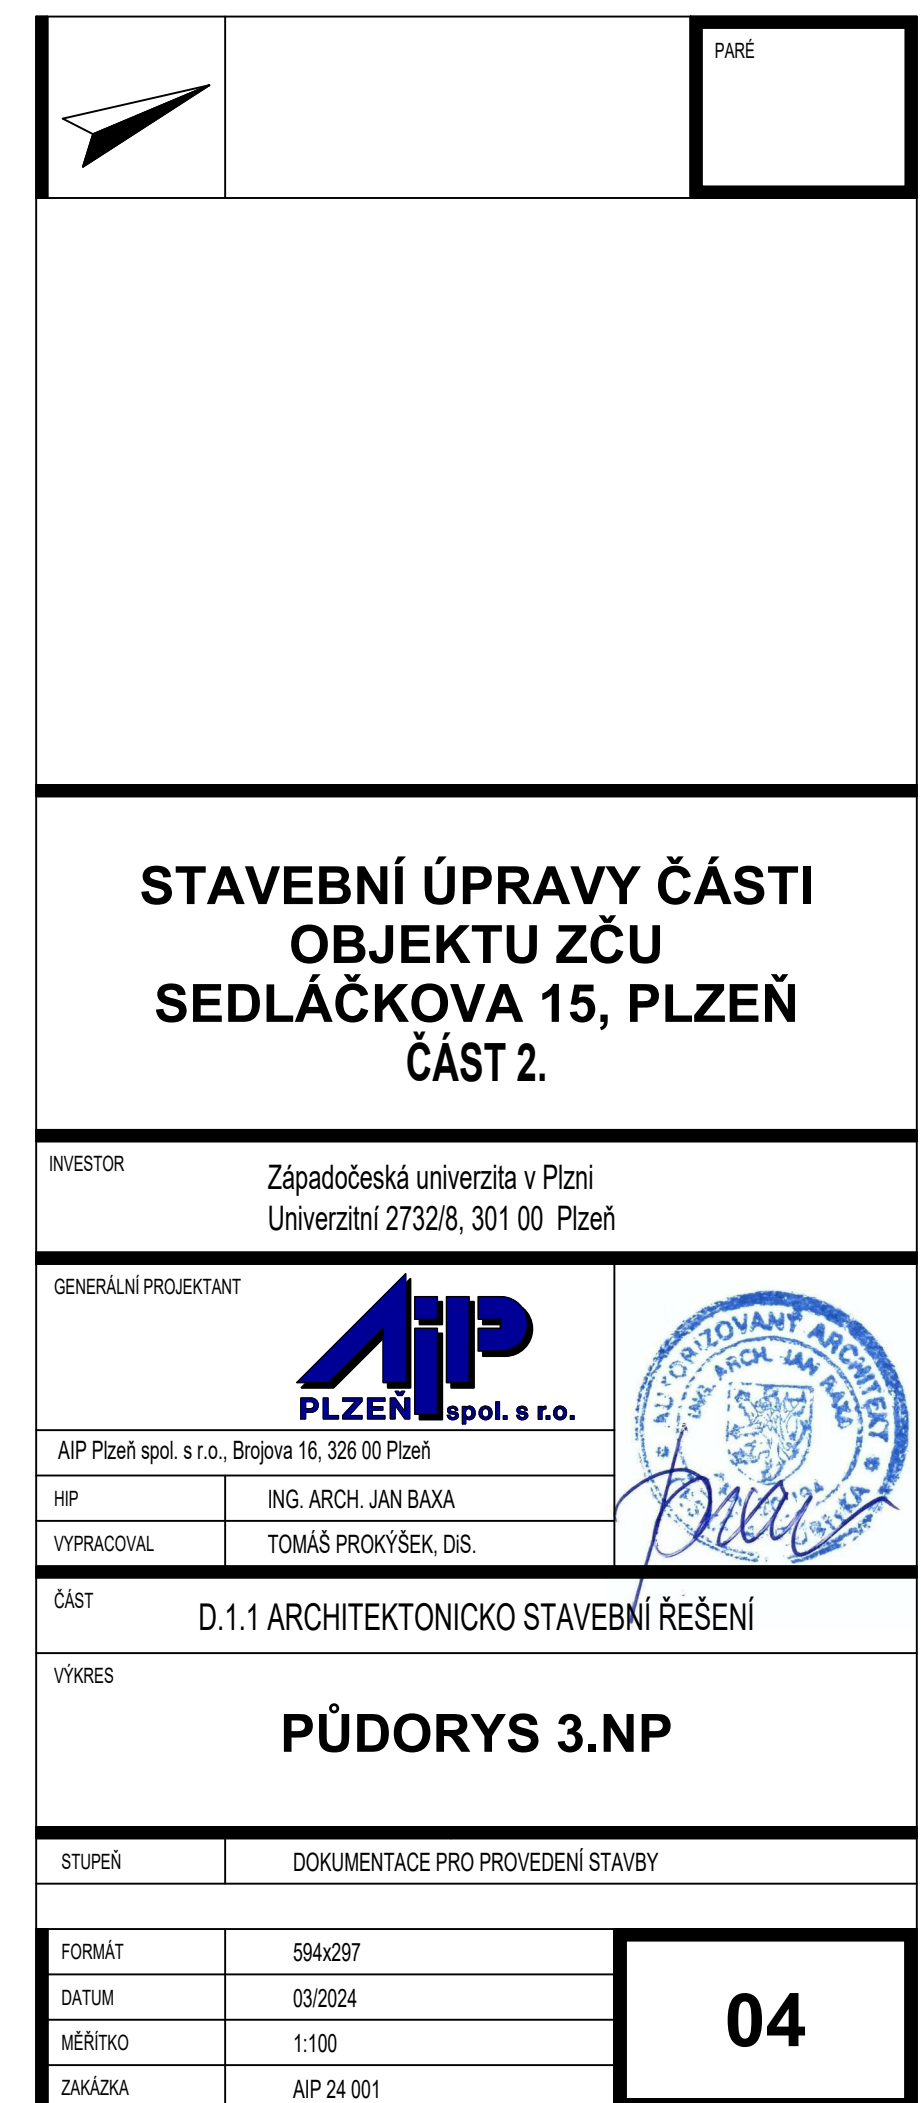 PARÉ
STAVEBNÍ ÚPRAVY ČÁSTI
OBJEKTU ZČU
SEDLÁČKOVA 15, PLZEŇ
ČÁST 2.
INVESTOR
Západočeská univerzita v Plzni
Univerzitní 2732/8, 301 00 Plzeň
GENERÁLNÍ PROJEKTANT
AiP
PLZEŇ spol. s r.o.
AUTORIZOVANÝ ARCHITEKT
ING. ARCH. JAN BAXA
AIP Plzeň spol. s r.o., Brojova 16, 326 00 Plzeň
HIP ING. ARCH. JAN BAXA
VYPRACOVAL TOMÁŠ PROKÝŠEK, DiS.
ČÁST
D.1.1 ARCHITEKTONICKO STAVEBNÍ ŘEŠENÍ
VÝKRES
PŮDORYS 3.NP
STUPEŇ DOKUMENTACE PRO PROVEDENÍ STAVBY
FORMÁT 594x297
DATUM 03/2024
MĚŘÍTKO 1:100
ZAKÁZKA AIP 24 001
04